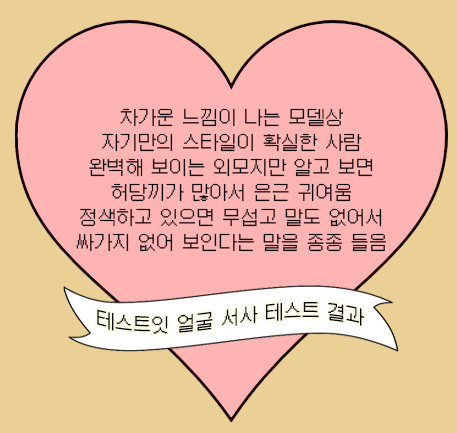 차가운 느낌이 나는 모델상
자기만의 스타일이 확실한 사람
완벽해 보이는 외모지만 알고 보면
허당끼가 많아서 은근 귀여움
정색하고 있으면 무섭고 말도 없어서
싸가지 없어 보인다는 말을 종종 들음
테스트잇 얼굴 서사 테스트 결과